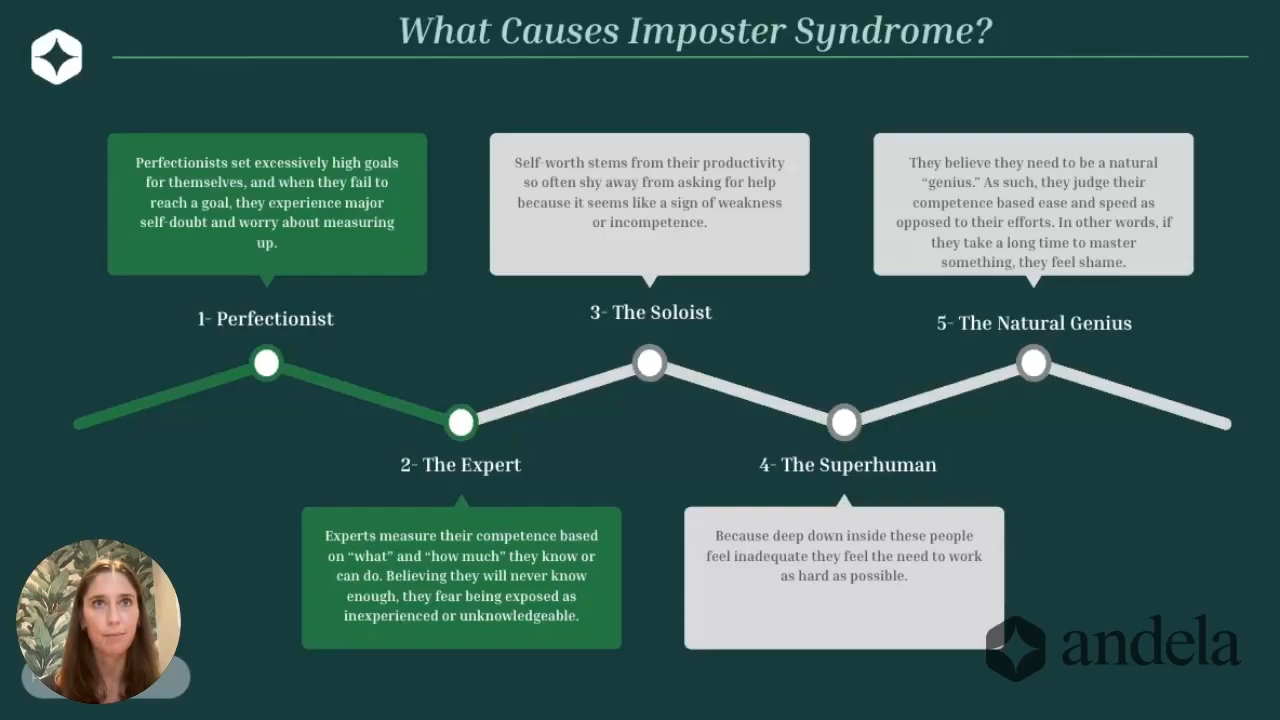 What Causes Imposter Syndrome?
Perfectionists set excessively high goals
for themselves, and when they fail to
reach a goal, they experience major
self-doubt and worry about measuring
up.
1- Perfectionist
Experts measure their competence based
on “what” and “how much” they know or
can do. Believing they will never know
enough, they fear being exposed as
inexperienced or unknowledgeable.
2- The Expert
Self-worth stems from their productivity
so often shy away from asking for help
because it seems like a sign of weakness
or incompetence.
3- The Soloist
Because deep down inside these people
feel inadequate they feel the need to work
as hard as possible.
4- The Superhuman
They believe they need to be a natural
“genius.” As such, they judge their
competence based ease and speed as
opposed to their efforts. In other words, if
they take a long time to master
something, they feel shame.
5- The Natural Genius
andela